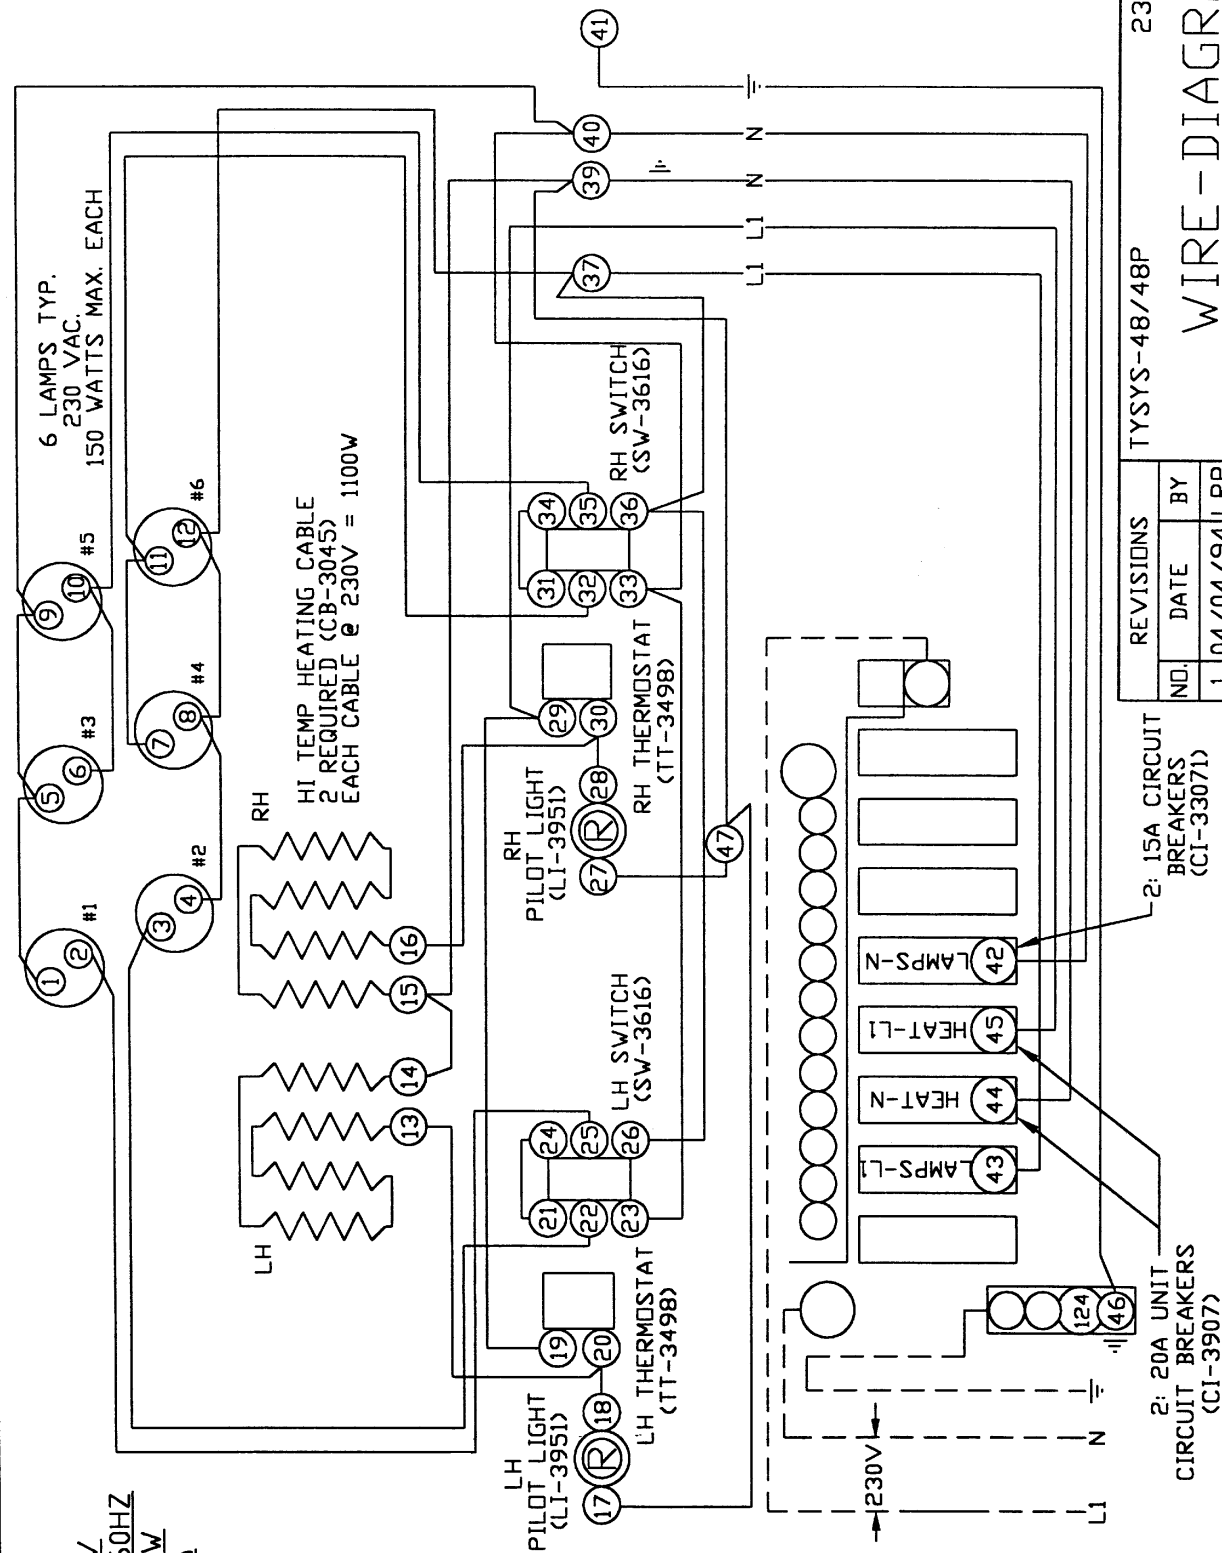 6 LAMPS TYP.
230 VAC.
150 WATTS MAX. EACH
1
2
#1
3
4
#2
5
6
#3
7
8
#4
9
10
#5
11
12
#6
LH
RH
HI TEMP HEATING CABLE
2 REQUIRED (CB-3045)
EACH CABLE @ 230V = 1100W
13
14
15
16
LH
PILOT LIGHT
(LI-3951)
17
R
18
19
20
LH THERMOSTAT
(TT-3498)
21
22
23
24
25
26
LH SWITCH
(SW-3616)
RH
PILOT LIGHT
(LI-3951)
27
R
28
29
30
RH THERMOSTAT
(TT-3498)
31
32
33
34
35
36
RH SWITCH
(SW-3616)
47
37
39
40
41
L1
L1
N
N
LAMPS-L1
43
HEAT-N
44
HEAT-L1
45
LAMPS-N
42
124
46
230V
L1
N
2: 20A UNIT
CIRCUIT BREAKERS
(CI-3907)
2: 15A CIRCUIT
BREAKERS
(CI-33071)
REVISIONS
NO.
DATE
BY
1
04/04/94
TYSYS-48/48P
23
WIRE-DIAGR